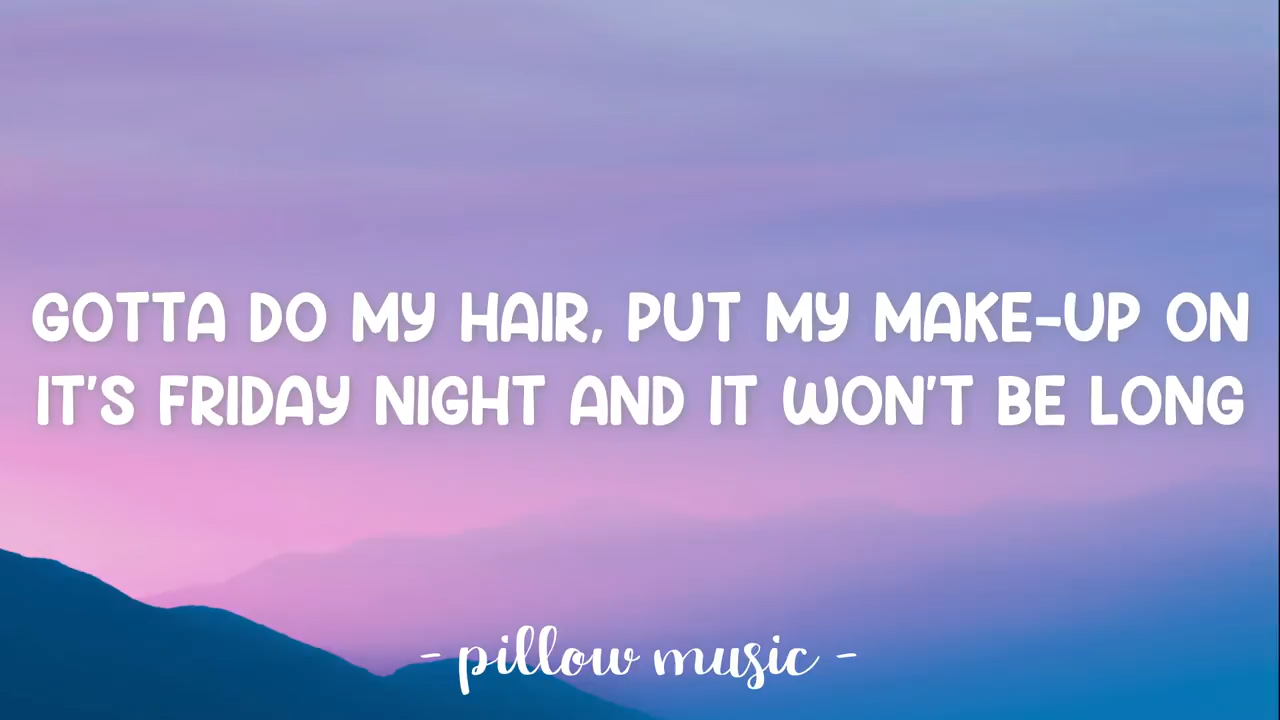 GOTTA DO MY HAIR, PUT MY MAKE-UP ON
IT'S FRIDAY NIGHT AND IT WON'T BE LONG
- pillow music -